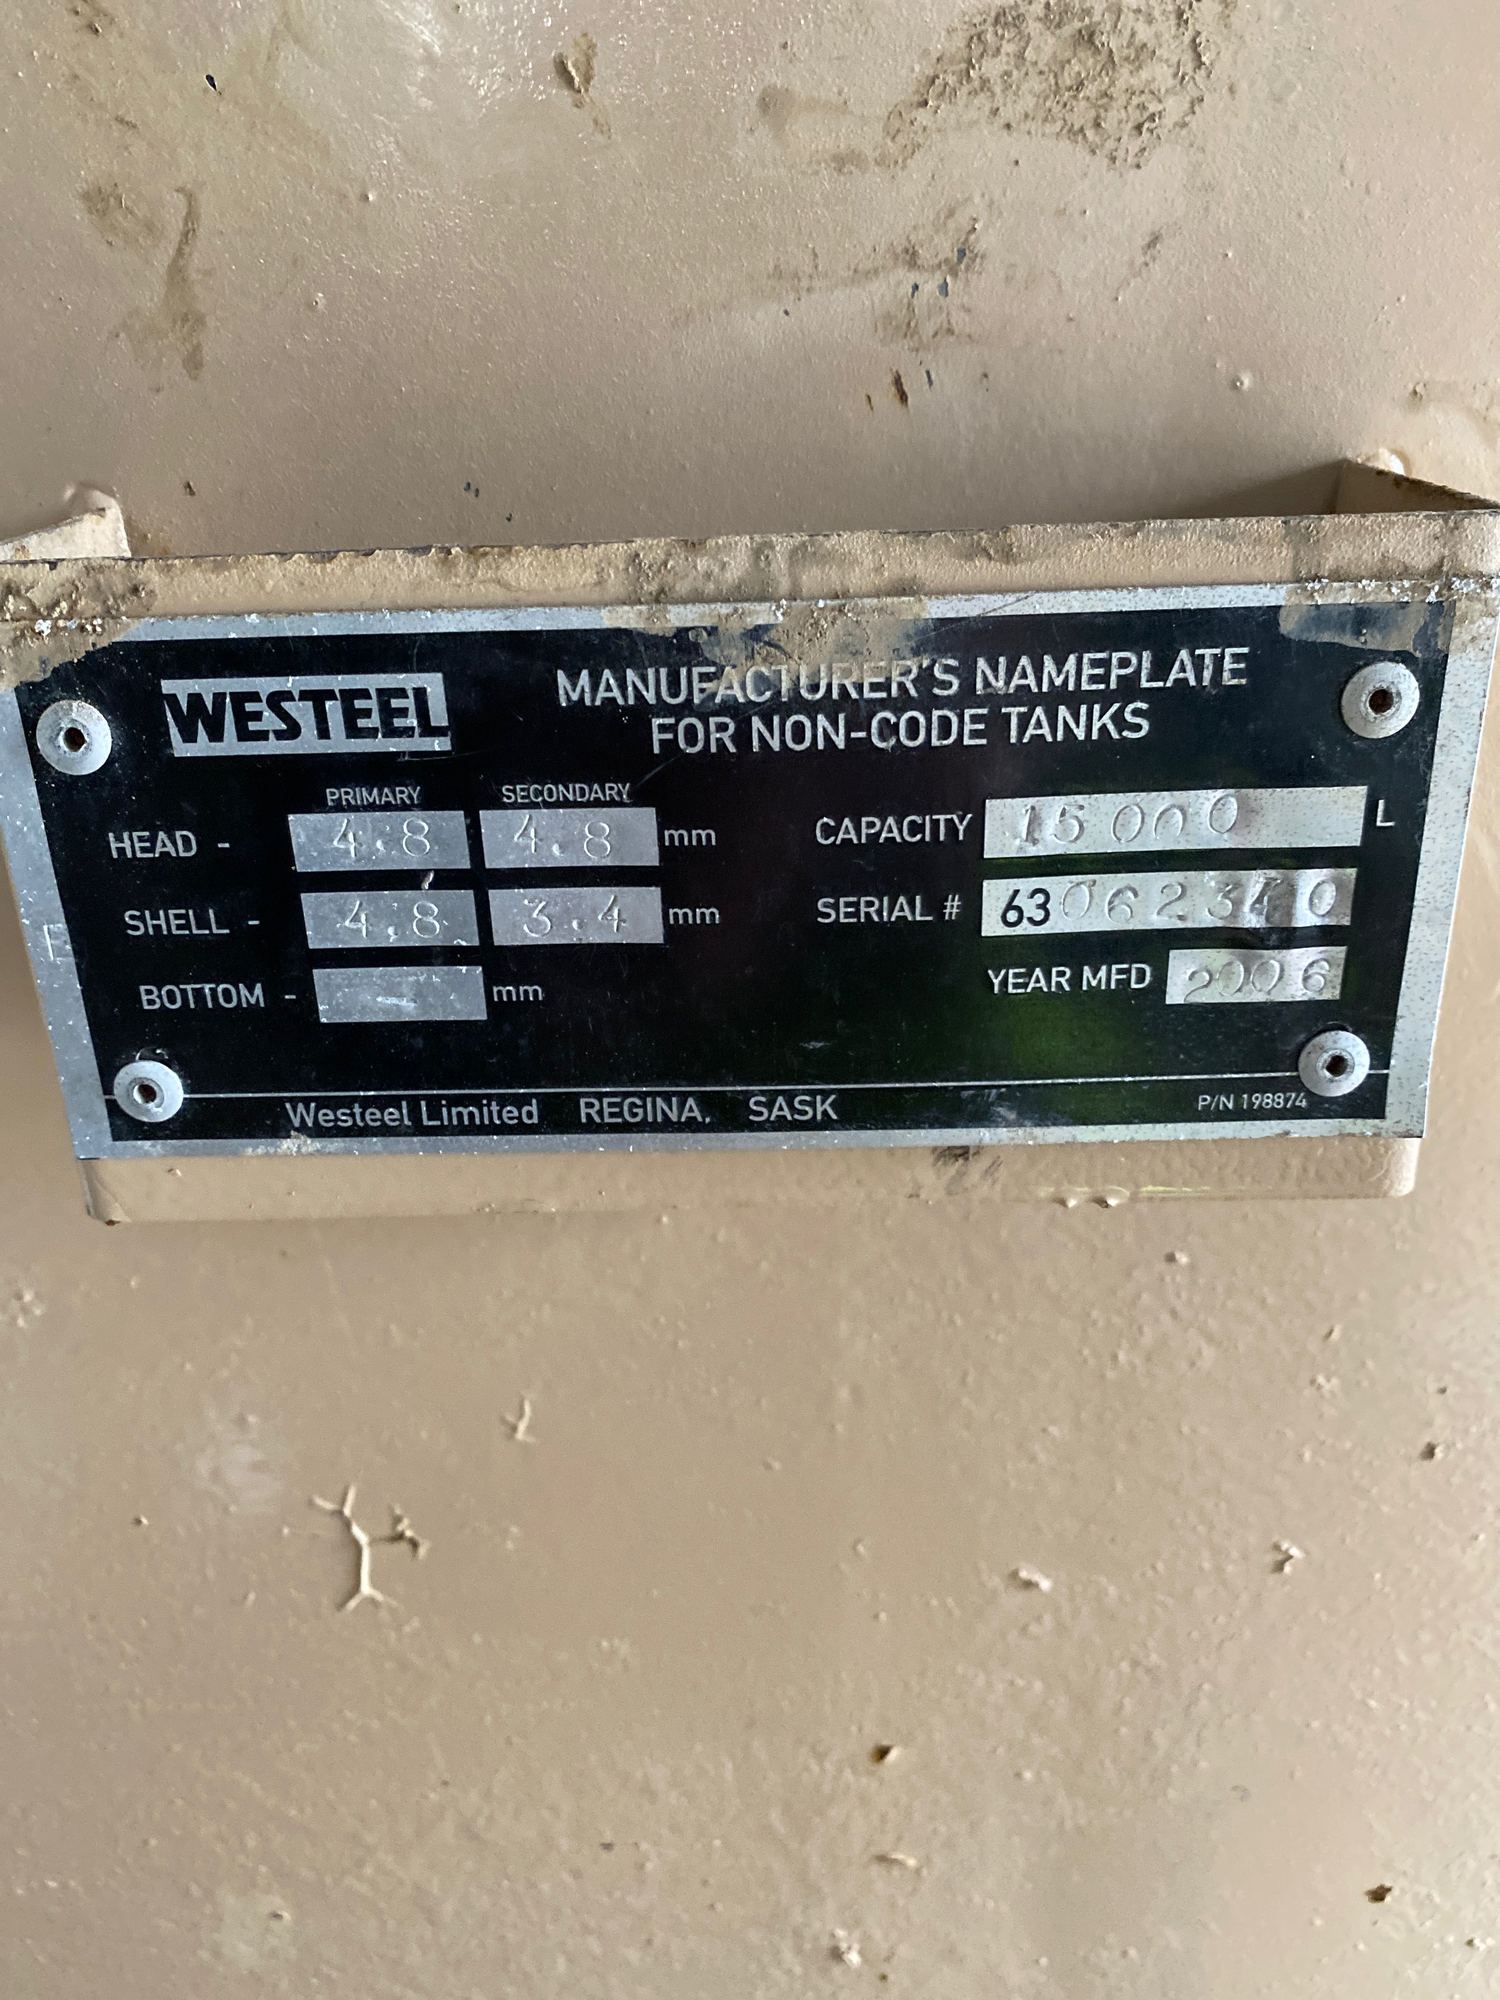 WESTEEL
MANUFACTURER'S NAMEPLATE
FOR NON-CODE TANKS
PRIMARY SECONDARY
HEAD - 4.8 4.8 mm
SHELL - 4.8 3.4 mm
BOTTOM - - mm
CAPACITY 15000 L
SERIAL #
YEAR MFD 2006
Westeel Limited REGINA, SASK
P/N 198874